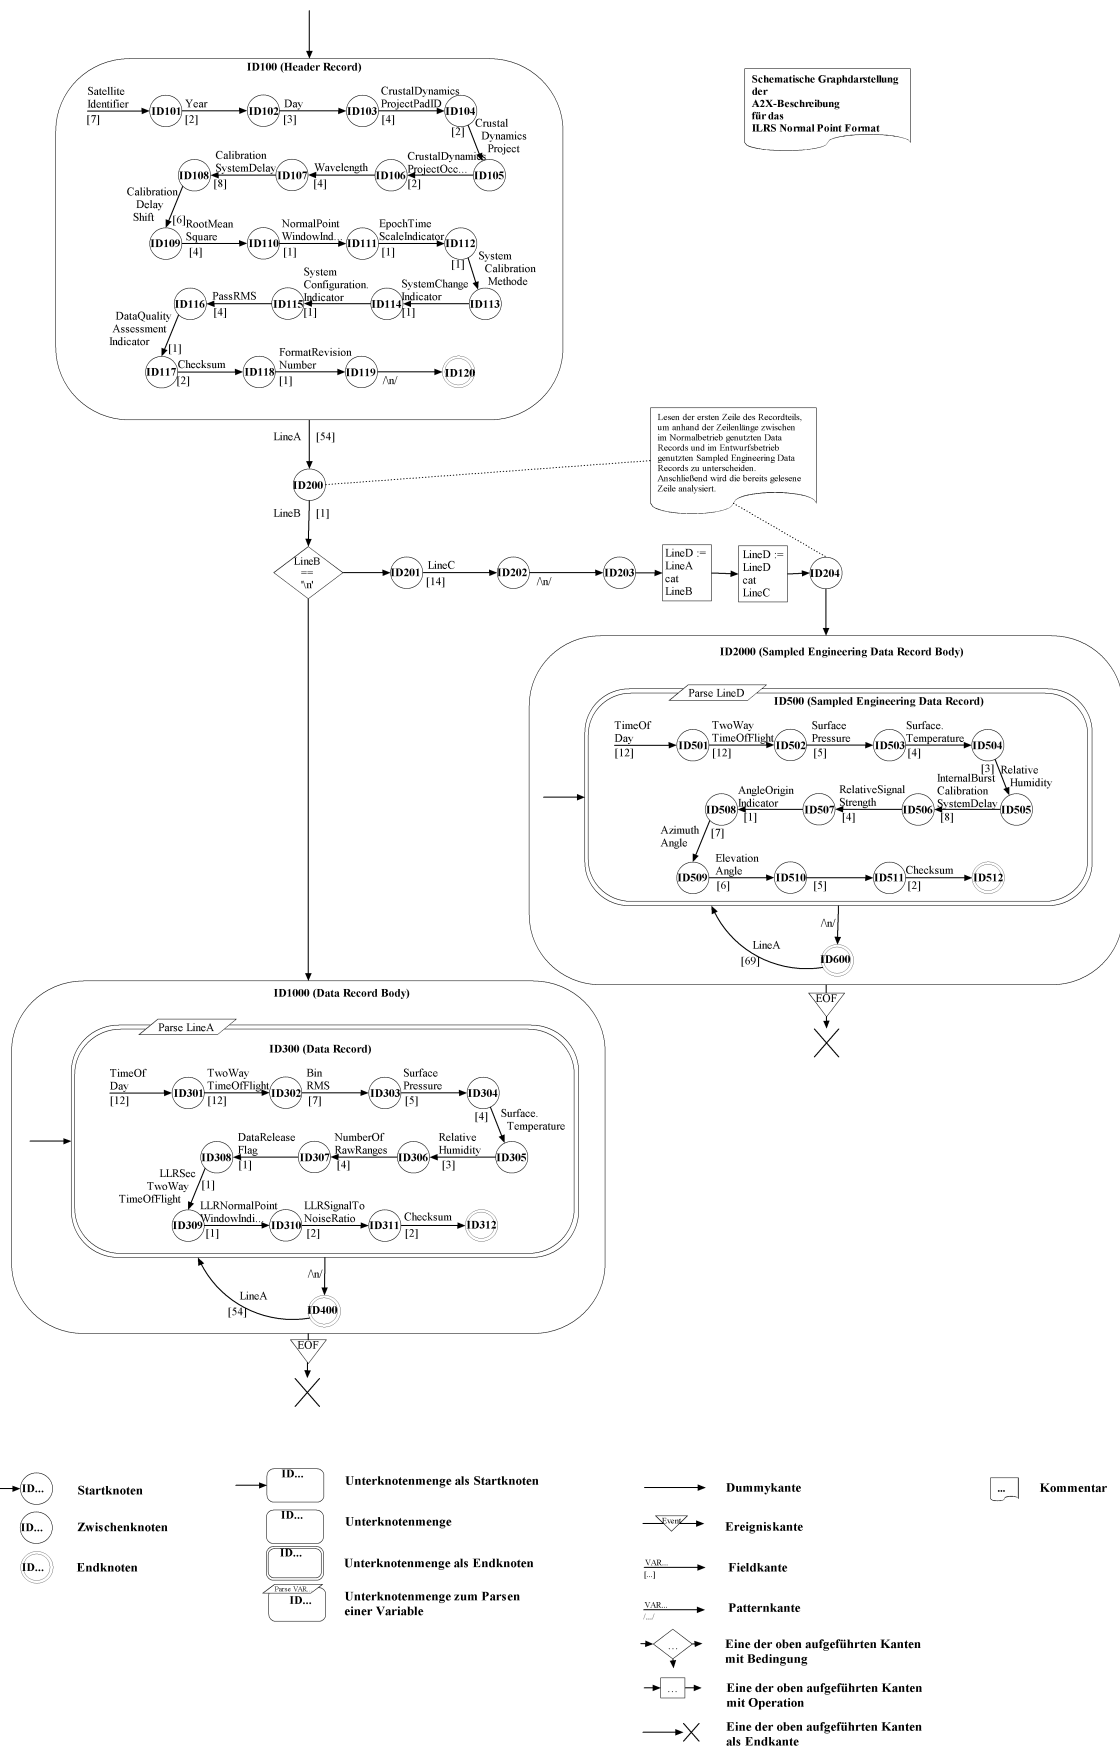 ID100 (Header Record)
Satellite
Identifier
[7]
ID101
Year
[2]
ID102
Day
[3]
ID103
CrustalDynamics
ProjectPadID
[4]
ID104
[2]
Crustal
Dynamics
Project
ID105
CrustalDynamics
ProjectOcc...
[2]
ID106
Wavelength
[4]
ID107
Calibration
SystemDelay
[8]
ID108
Calibration
Delay
Shift
[6]
ID109
RootMean
Square
[4]
ID110
NormalPoint
WindowInd...
[1]
ID111
EpochTime
ScaleIndicator
[1]
ID112
[1]
System
Calibration
Methode
ID113
SystemChange
Indicator
[1]
ID114
System
Configuration.
Indicator
[1]
ID115
PassRMS
[4]
ID116
DataQuality
Assessment
Indicator
[1]
ID117
Checksum
[2]
ID118
FormatRevision
Number
[1]
ID119
/\n/
ID120
Schematische Graphdarstellung
der
A2X-Beschreibung
für das
ILRS Normal Point Format
LineA [54]
ID200
LineB [1]
Lesen der ersten Zeile des Recordteils,
um anhand der Zeilenlänge zwischen
im Normalbetrieb genutzten Data
Records und im Entwurfsbetrieb
genutzten Sampled Engineering Data
Records zu unterscheiden.
Anschließend wird die bereits gelesene
Zeile analysiert.
LineB
==
'\n'
ID201
LineC
[14]
ID202
/\n/
ID203
LineD :=
LineA
cat
LineB
LineD :=
LineD
cat
LineC
ID204
ID2000 (Sampled Engineering Data Record Body)
Parse LineD
ID500 (Sampled Engineering Data Record)
TimeOf
Day
[12]
ID501
TwoWay
TimeOfFlight
[12]
ID502
Surface
Pressure
[5]
ID503
Surface.
Temperature
[4]
ID504
[3]
Relative
Humidity
ID505
InternalBurst
Calibration
SystemDelay
[8]
ID506
RelativeSignal
Strength
[4]
ID507
AngleOrigin
Indicator
[1]
ID508
Azimuth
Angle
[7]
ID509
Elevation
Angle
[6]
ID510
[5]
ID511
Checksum
[2]
ID512
/\n/
LineA
[69]
ID600
EOF
ID1000 (Data Record Body)
Parse LineA
ID300 (Data Record)
TimeOf
Day
[12]
ID301
TwoWay
TimeOfFlight
[12]
ID302
Bin
RMS
[7]
ID303
Surface
Pressure
[5]
ID304
[4]
Surface.
Temperature
ID305
Relative
Humidity
[3]
ID306
NumberOf
RawRanges
[4]
ID307
DataRelease
Flag
[1]
ID308
LLRSec
TwoWay
TimeOfFlight
[1]
ID309
LLRNormalPoint
WindowIndi...
[1]
ID310
LLRSignalTo
NoiseRatio
[2]
ID311
Checksum
[2]
ID312
/\n/
LineA
[54]
ID400
EOF
ID... Startknoten
ID... Zwischenknoten
ID... Endknoten
ID... Unterknotenmenge als Startknoten
ID... Unterknotenmenge
ID... Unterknotenmenge als Endknoten
Parse VAR...
ID...
Unterknotenmenge zum Parsen
einer Variable
Dummykante
Event Ereigniskante
VAR...
[...]
Fieldkante
VAR...
/.../
Patternkante
...
Eine der oben aufgeführten Kanten
mit Bedingung
...
Eine der oben aufgeführten Kanten
mit Operation
Eine der oben aufgeführten Kanten
als Endkante
... Kommentar